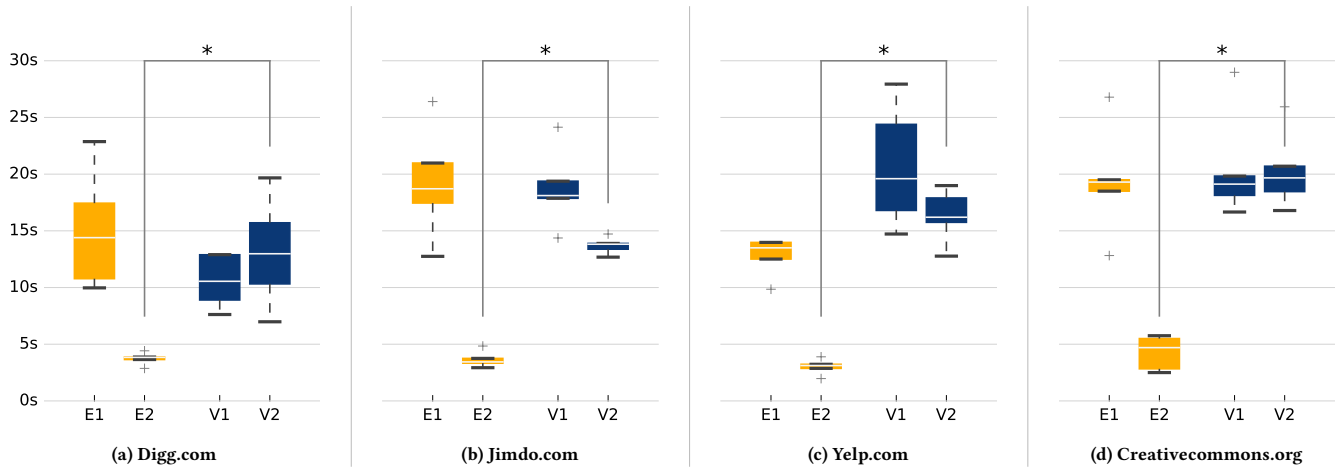 * * * *
30s
25s
20s
15s
10s
5s
0s
E1 E2 V1 V2 E1 E2 V1 V2 E1 E2 V1 V2 E1 E2 V1 V2
(a) Digg.com (b) Jimdo.com (c) Yelp.com (d) Creativecommons.org